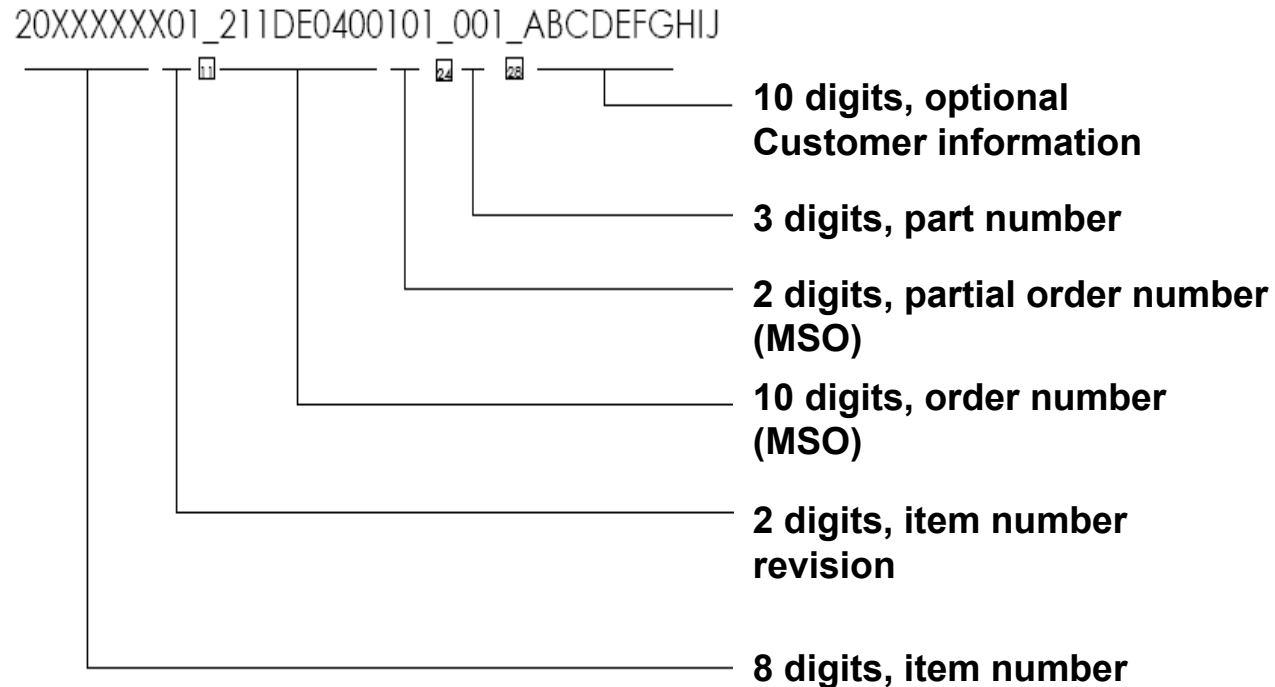 20XXXXXX01_211DE0400101_001_ABCDEFGHIJ
11 24 28
10 digits, optional
Customer information
3 digits, part number
2 digits, partial order number
(MSO)
10 digits, order number
(MSO)
2 digits, item number
revision
8 digits, item number